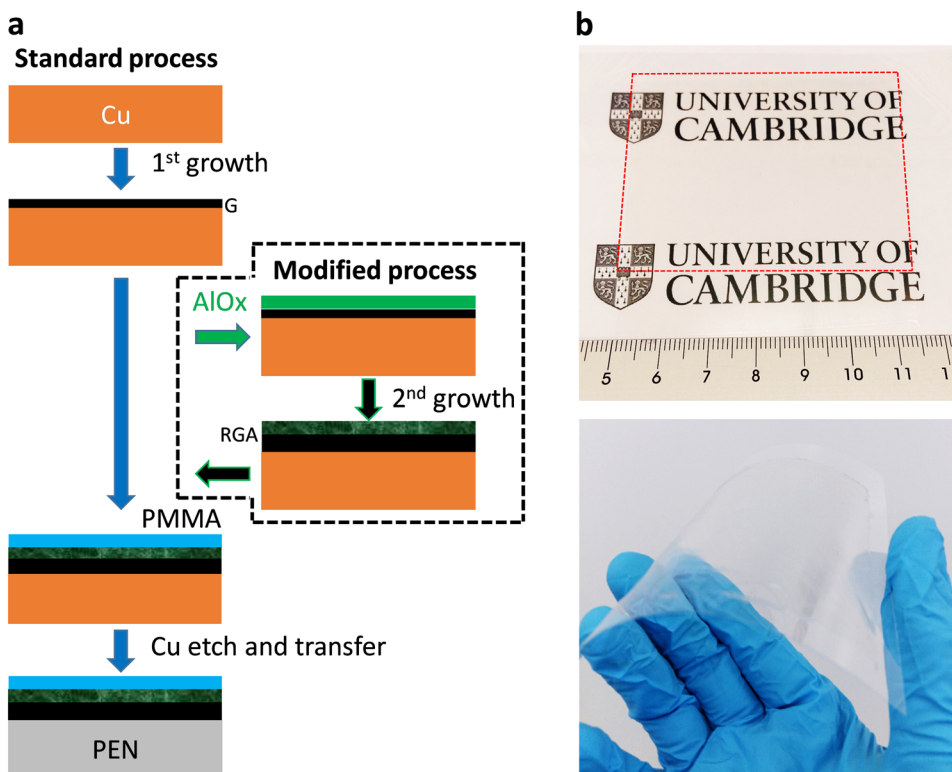 a
Standard process
Cu
1st growth
G
Modified process
AlOx
2nd growth
RGA
PMMA
Cu etch and transfer
PEN
b
UNIVERSITY OF
CAMBRIDGE
UNIVERSITY OF
CAMBRIDGE
5 6 7 8 9 10 11 1